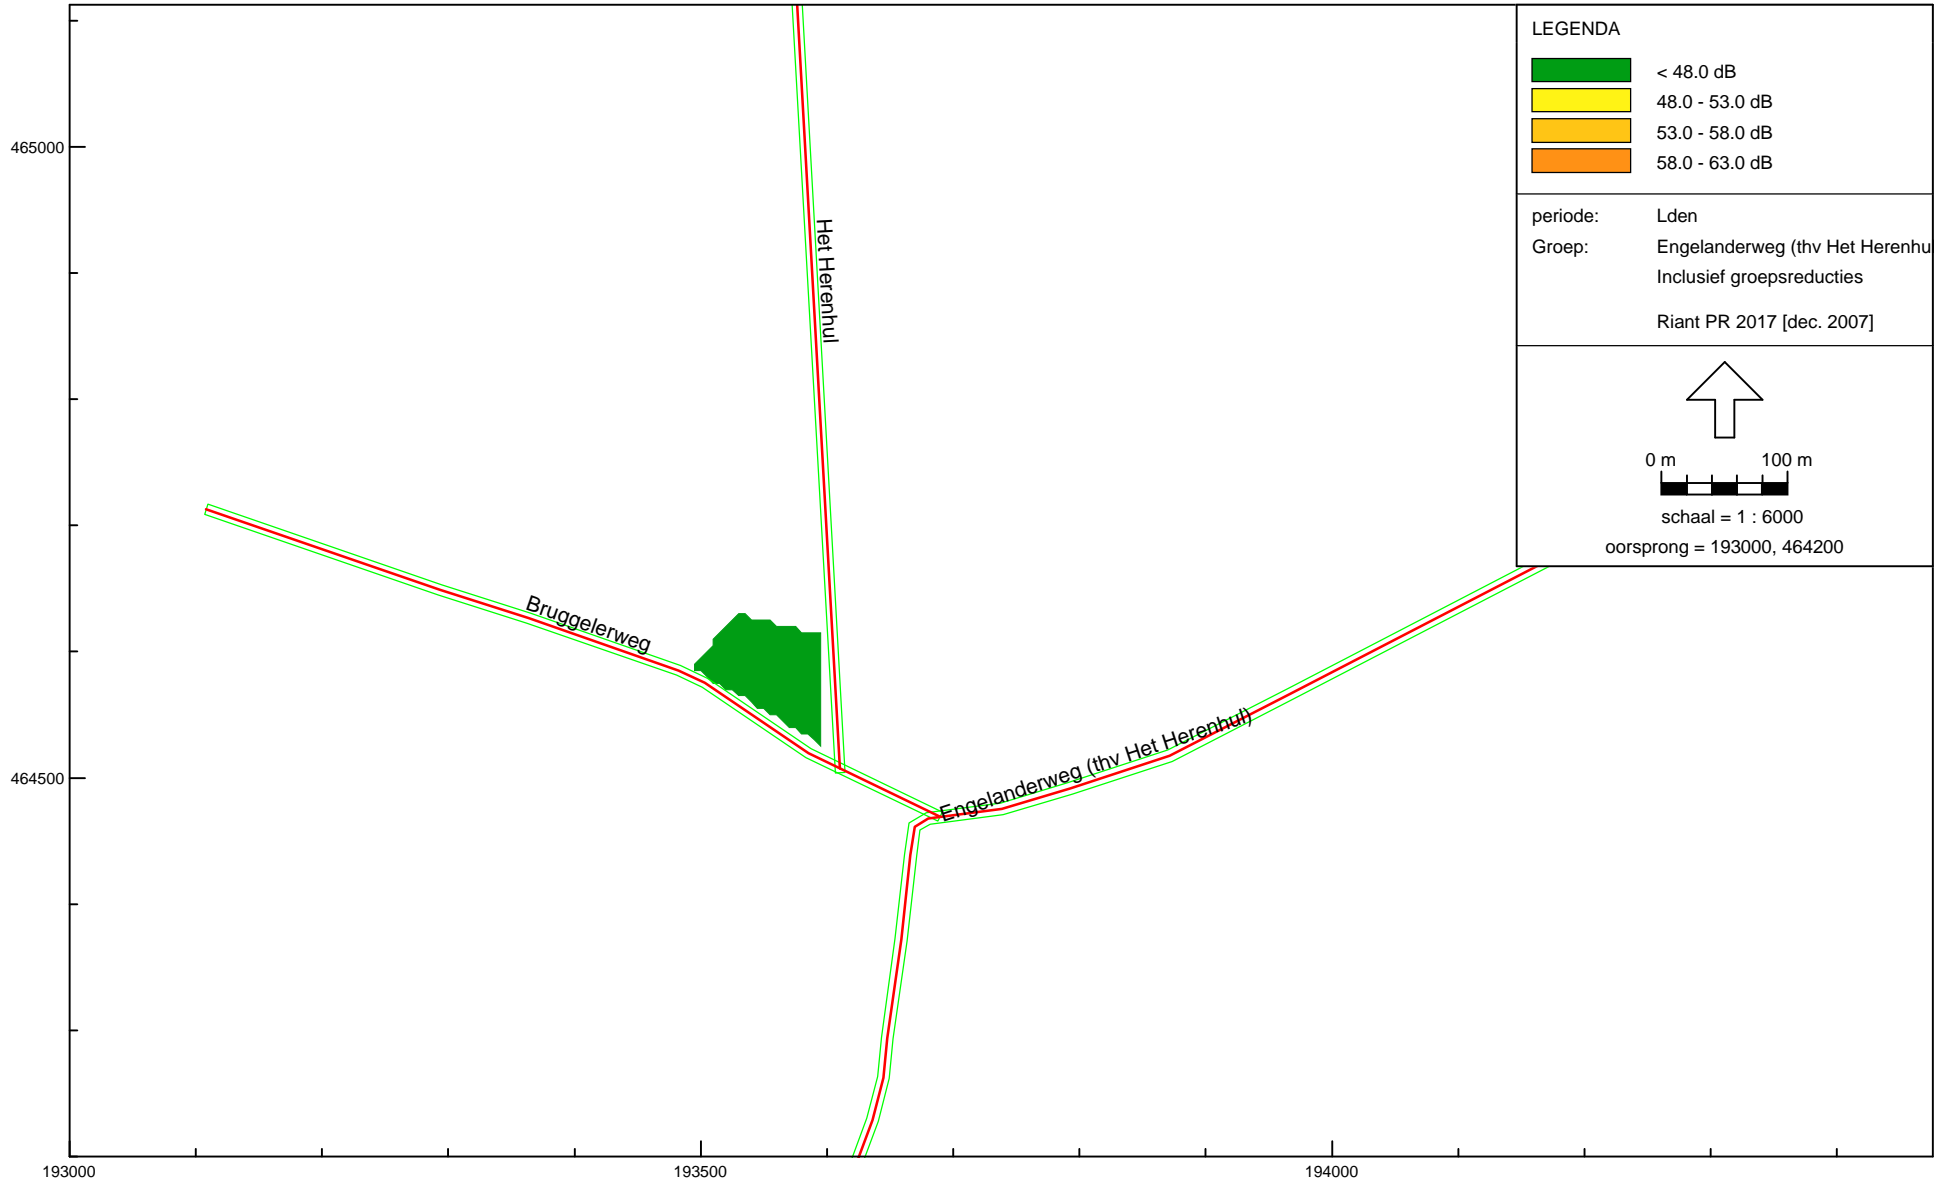 LEGENDA
< 48.0 dB
48.0 - 53.0 dB
53.0 - 58.0 dB
58.0 - 63.0 dB
periode: Lden
Groep: Engelanderweg (thv Het Herenhul
Inclusief groepsreducties
Riant PR 2017 [dec. 2007]
0 m 100 m
schaal = 1 : 6000
oorsprong = 193000, 464200
465000
Het Herenhul
Bruggelerweg
Engelanderweg (thv Het Herenhul)
464500
193000 193500 194000